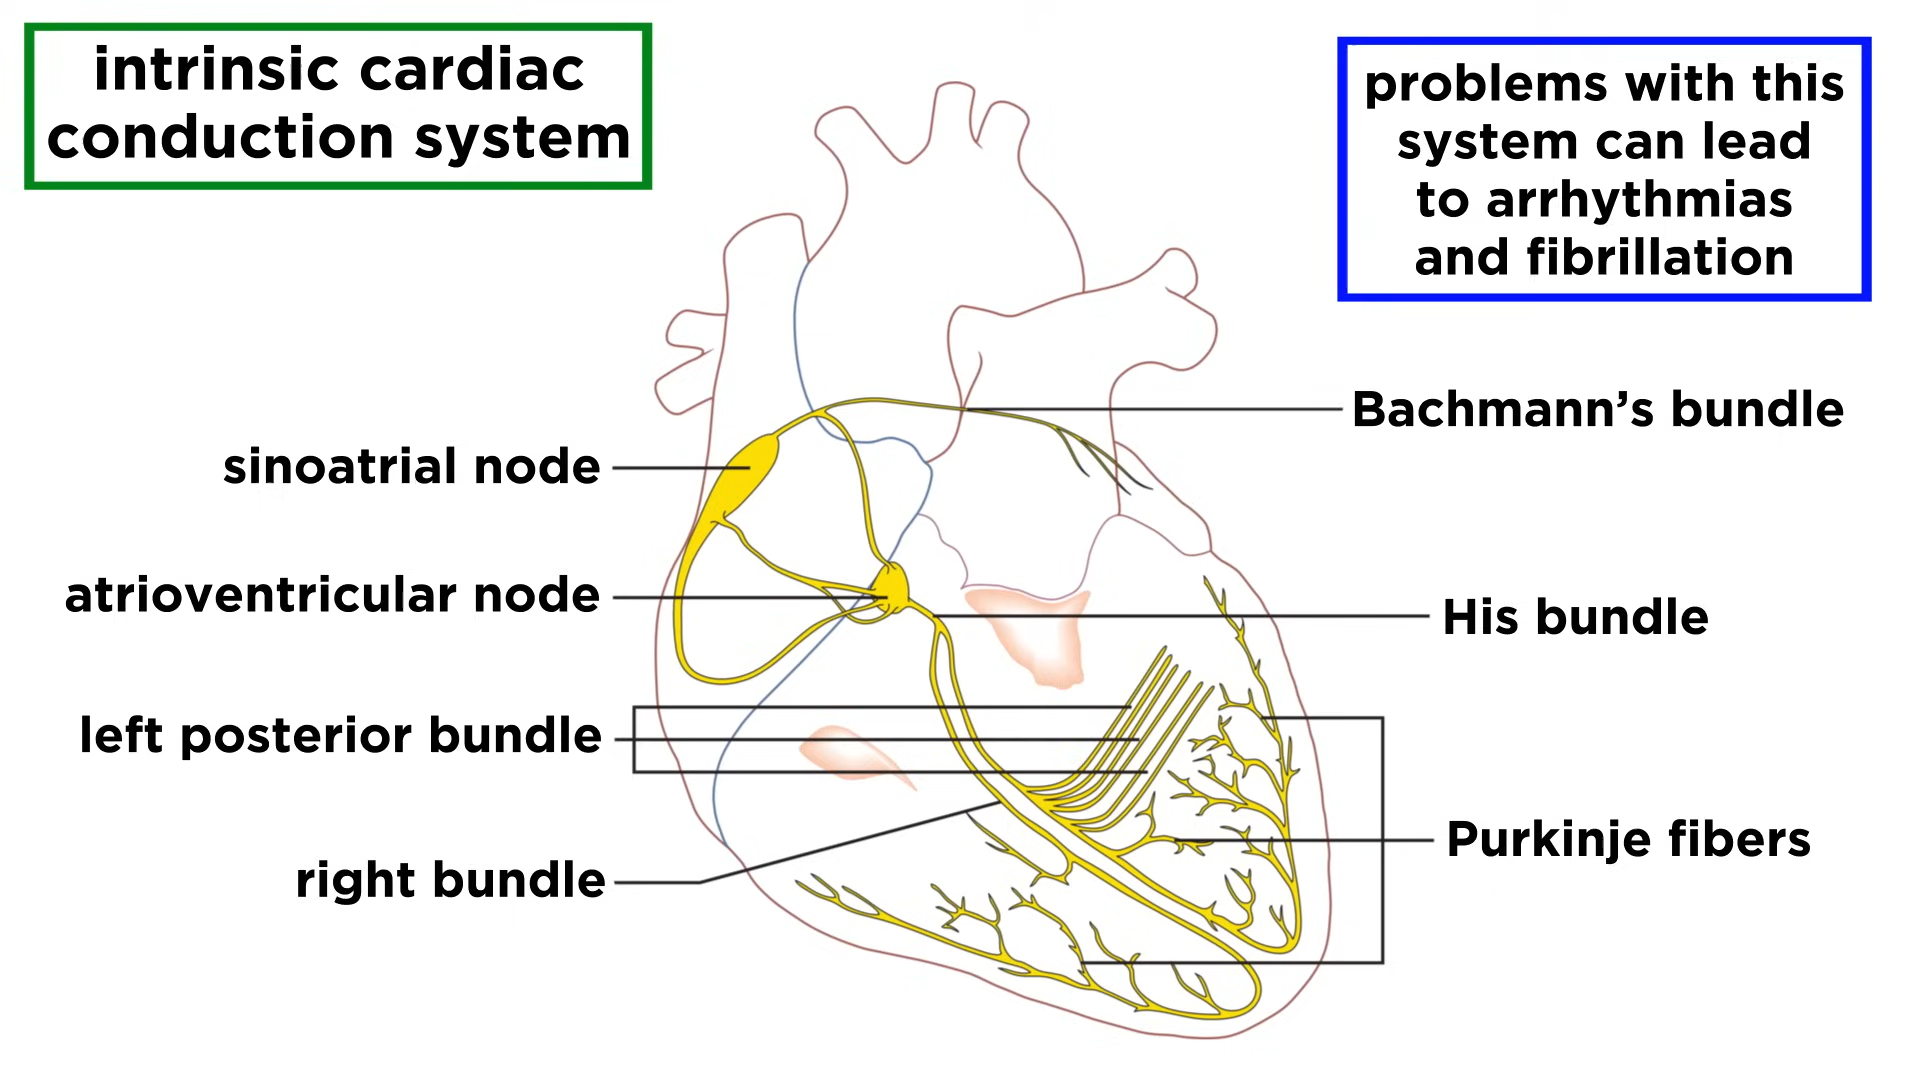 intrinsic cardiac
conduction system
problems with this
system can lead
to arrhythmias
and fibrillation
Bachmann’s bundle
sinoatrial node
atrioventricular node
His bundle
left posterior bundle
Purkinje fibers
right bundle